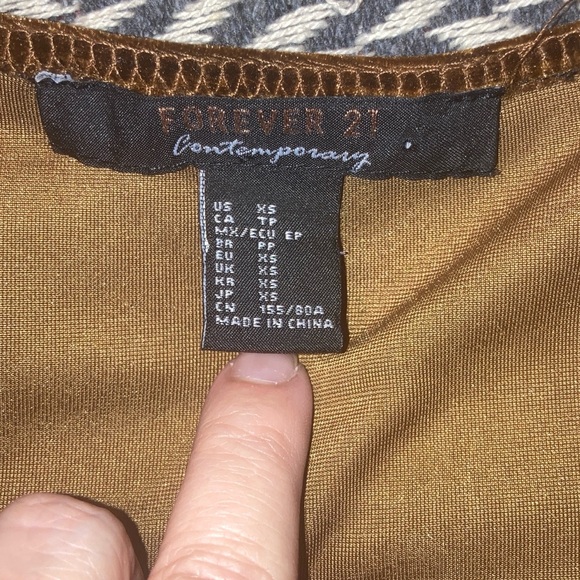 FOREVER 21
Contemporary
US XS
CA TP
MX/ECU EP
BR PP
EU XS
UK XS
KR XS
JP XS
CN 155/80A
MADE IN CHINA